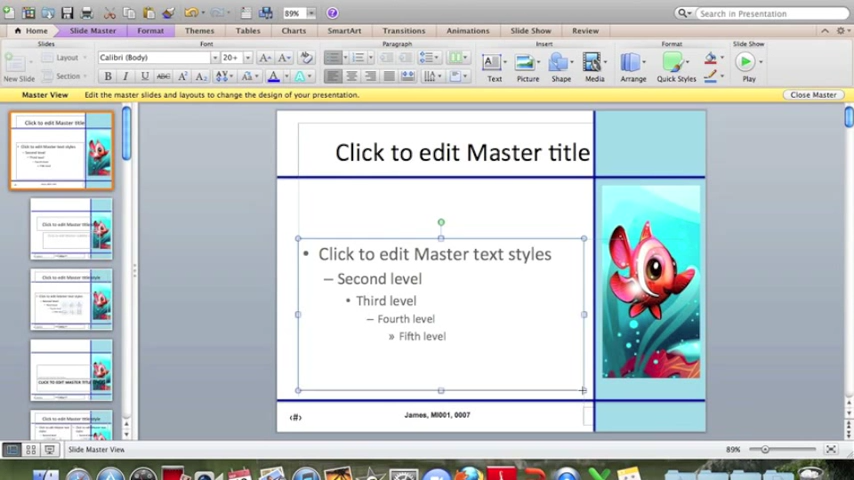 89%
Search in Presentation
Home
Slide Master
Format
Themes
Tables
Charts
SmartArt
Transitions
Animations
Slide Show
Review
Slides
Font
Paragraph
Insert
Format
Slide Show
New Slide
Layout
Section
Calibri (Body)
20+
B I U ABC
Text
Picture
Shape
Media
Arrange
Quick Styles
Play
Master View
Edit the master slides and layouts to change the design of your presentation.
Close Master
Click to edit Master title
• Click to edit Master text styles
– Second level
• Third level
– Fourth level
» Fifth level
‹#›
James, MI001, 0007
Slide Master View
89%